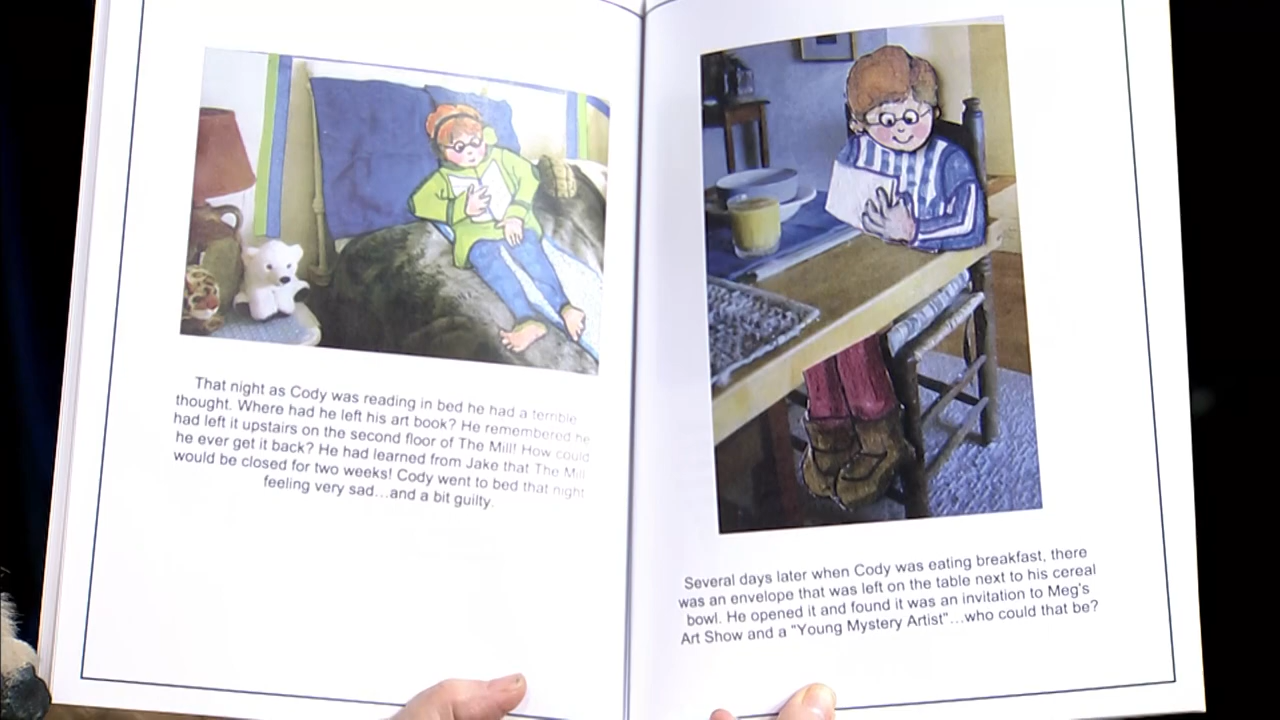 That night as Cody was reading in bed he had a terrible
thought. Where had he left his art book? He remembered he
had left it upstairs on the second floor of The Mill! How could
he ever get it back? He had learned from Jake that The Mill
would be closed for two weeks! Cody went to bed that night
feeling very sad...and a bit guilty.
Several days later when Cody was eating breakfast, there
was an envelope that was left on the table next to his cereal
bowl. He opened it and found it was an invitation to Meg's
Art Show and a "Young Mystery Artist"...who could that be?